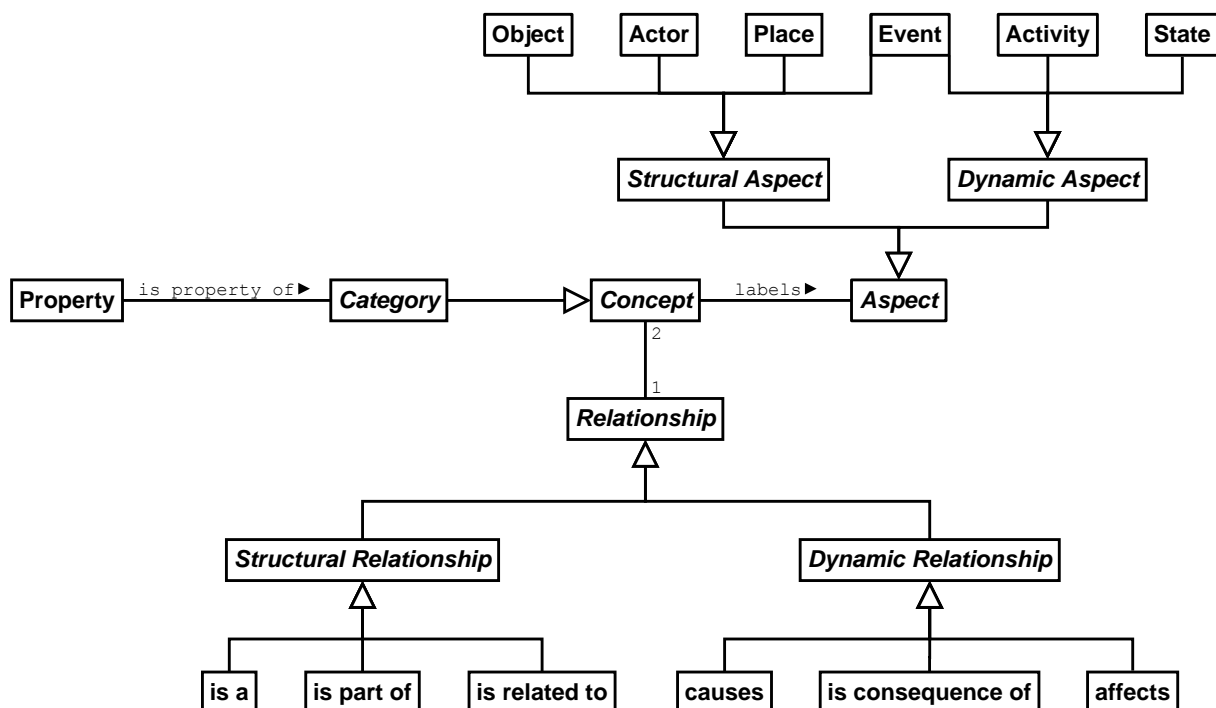 Object
Actor
Place
Event
Activity
State
Structural Aspect
Dynamic Aspect
Property
is property of►
Category
Concept
labels►
Aspect
2
1
Relationship
Structural Relationship
Dynamic Relationship
is a
is part of
is related to
causes
is consequence of
affects